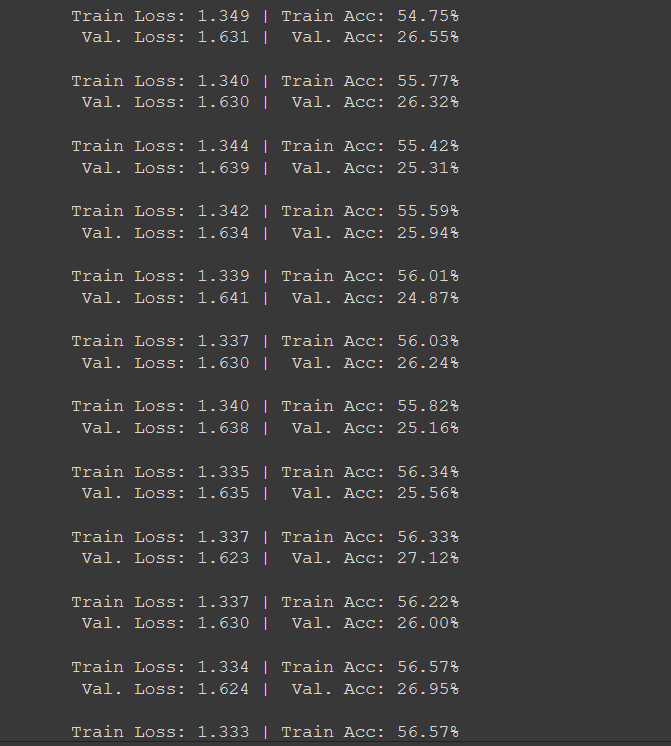 Train Loss: 1.349 | Train Acc: 54.75%
Val. Loss: 1.631 | Val. Acc: 26.55%
Train Loss: 1.340 | Train Acc: 55.77%
Val. Loss: 1.630 | Val. Acc: 26.32%
Train Loss: 1.344 | Train Acc: 55.42%
Val. Loss: 1.639 | Val. Acc: 25.31%
Train Loss: 1.342 | Train Acc: 55.59%
Val. Loss: 1.634 | Val. Acc: 25.94%
Train Loss: 1.339 | Train Acc: 56.01%
Val. Loss: 1.641 | Val. Acc: 24.87%
Train Loss: 1.337 | Train Acc: 56.03%
Val. Loss: 1.630 | Val. Acc: 26.24%
Train Loss: 1.340 | Train Acc: 55.82%
Val. Loss: 1.638 | Val. Acc: 25.16%
Train Loss: 1.335 | Train Acc: 56.34%
Val. Loss: 1.635 | Val. Acc: 25.56%
Train Loss: 1.337 | Train Acc: 56.33%
Val. Loss: 1.623 | Val. Acc: 27.12%
Train Loss: 1.337 | Train Acc: 56.22%
Val. Loss: 1.630 | Val. Acc: 26.00%
Train Loss: 1.334 | Train Acc: 56.57%
Val. Loss: 1.624 | Val. Acc: 26.95%
Train Loss: 1.333 | Train Acc: 56.57%